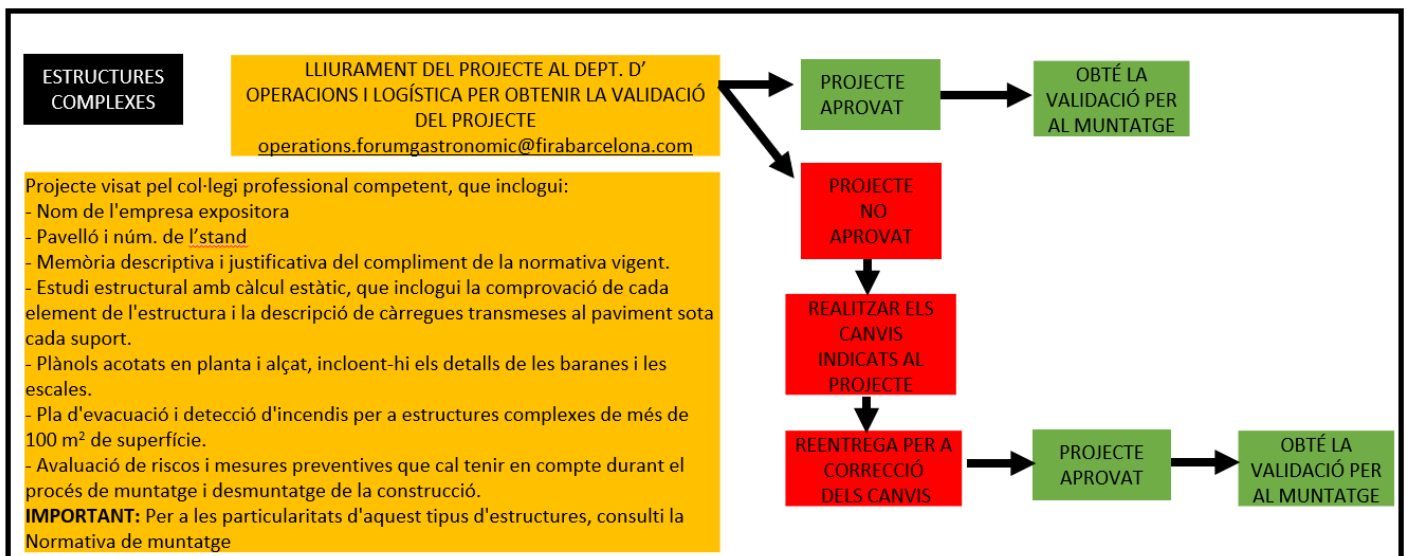 ESTRUCTURES
COMPLEXES
LLIURAMENT DEL PROJECTE AL DEPT. D’
OPERACIONS I LOGÍSTICA PER OBTENIR LA VALIDACIÓ
DEL PROJECTE
operations.forumgastronomic@firabarcelona.com
PROJECTE
APROVAT
OBTÉ LA
VALIDACIÓ PER
AL MUNTATGE
Projecte visat pel col·legi professional competent, que inclogui:
- Nom de l'empresa expositora
- Pavelló i núm. de l’stand
- Memòria descriptiva i justificativa del compliment de la normativa vigent.
- Estudi estructural amb càlcul estàtic, que inclogui la comprovació de cada
element de l'estructura i la descripció de càrregues transmeses al paviment sota
cada suport.
- Plànols acotats en planta i alçat, incloent-hi els detalls de les baranes i les
escales.
- Pla d'evacuació i detecció d'incendis per a estructures complexes de més de
100 m² de superfície.
- Avaluació de riscos i mesures preventives que cal tenir en compte durant el
procés de muntatge i desmuntatge de la construcció.
IMPORTANT: Per a les particularitats d'aquest tipus d'estructures, consulti la
Normativa de muntatge
PROJECTE
NO
APROVAT
REALITZAR ELS
CANVIS
INDICATS AL
PROJECTE
REENTREGA PER A
CORRECCIÓ
DELS CANVIS
PROJECTE
APROVAT
OBTÉ LA
VALIDACIÓ PER
AL MUNTATGE